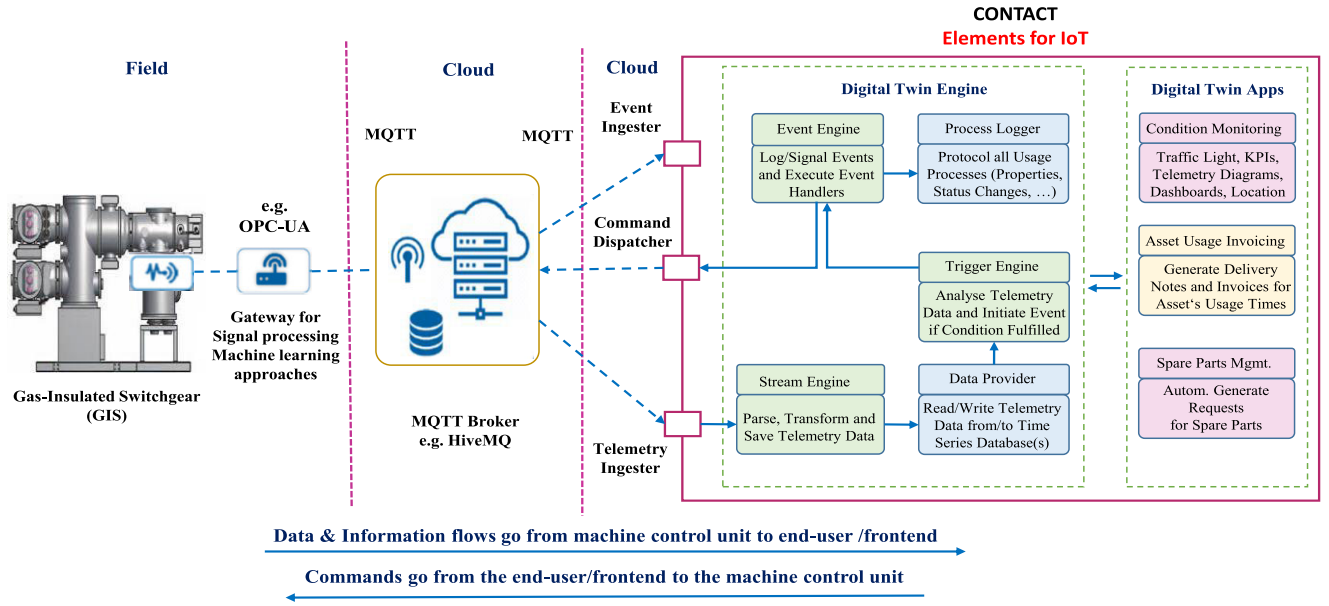 CONTACT
Elements for IoT
Field
Cloud
Cloud
MQTT
MQTT
e.g.
OPC-UA
Gateway for
Signal processing
Machine learning
approaches
Gas-Insulated Switchgear
(GIS)
MQTT Broker
e.g. HiveMQ
Event
Ingester
Command
Dispatcher
Telemetry
Ingester
Digital Twin Engine
Event Engine
Log/Signal Events
and Execute Event
Handlers
Process Logger
Protocol all Usage
Processes (Properties,
Status Changes, …)
Trigger Engine
Analyse Telemetry
Data and Initiate Event
if Condition Fulfilled
Stream Engine
Parse, Transform and
Save Telemetry Data
Data Provider
Read/Write Telemetry
Data from/to Time
Series Database(s)
Digital Twin Apps
Condition Monitoring
Traffic Light, KPIs,
Telemetry Diagrams,
Dashboards, Location
Asset Usage Invoicing
Generate Delivery
Notes and Invoices for
Asset‘s Usage Times
Spare Parts Mgmt.
Autom. Generate
Requests
for Spare Parts
Data & Information flows go from machine control unit to end-user /frontend
Commands go from the end-user/frontend to the machine control unit